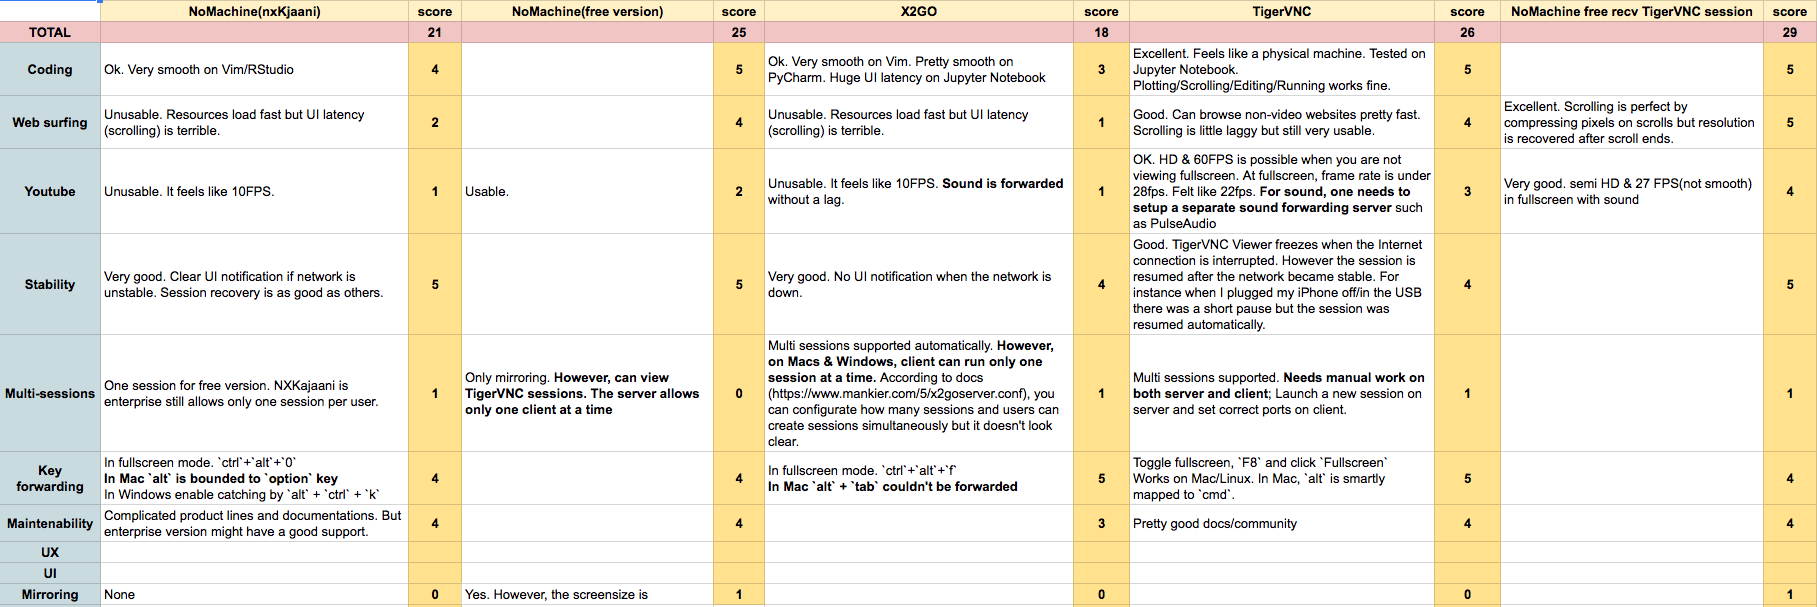 NoMachine(nxKjaani) score NoMachine(free version) score X2GO score TigerVNC score NoMachine free recv TigerVNC session score
TOTAL 21 25 18 26 29
Coding
Ok. Very smooth on Vim/RStudio
4
5
Ok. Very smooth on Vim. Pretty smooth on
PyCharm. Huge UI latency on Jupyter Notebook
3
Excellent. Feels like a physical machine. Tested on
Jupyter Notebook.
Plotting/Scrolling/Editing/Running works fine.
5
5
Web surfing
Unusable. Resources load fast but UI latency
(scrolling) is terrible.
2
4
Unusable. Resources load fast but UI latency
(scrolling) is terrible.
1
Good. Can browse non-video websites pretty fast.
Scrolling is little laggy but still very usable.
4
Excellent. Scrolling is perfect by
compressing pixels on scrolls but resolution
is recovered after scroll ends.
5
Youtube
Unusable. It feels like 10FPS.
1
Usable.
2
Unusable. It feels like 10FPS. Sound is forwarded
without a lag.
1
OK. HD & 60FPS is possible when you are not
viewing fullscreen. At fullscreen, frame rate is under
28fps. Felt like 22fps. For sound, one needs to
setup a separate sound forwarding server such
as PulseAudio
3
Very good. semi HD & 27 FPS(not smooth)
in fullscreen with sound
4
Stability
Very good. Clear UI notification if network is
unstable. Session recovery is as good as others.
5
5
Very good. No UI notification when the network is
down.
4
Good. TigerVNC Viewer freezes when the Internet
connection is interrupted. However the session is
resumed after the network became stable. For
instance when I plugged my iPhone off/in the USB
there was a short pause but the session was
resumed automatically.
4
5
Multi-sessions
One session for free version. NXKajaani is
enterprise still allows only one session per user.
1
Only mirroring. However, can view
TigerVNC sessions. The server allows
only one client at a time
0
Multi sessions supported automatically. However,
on Macs & Windows, client can run only one
session at a time. According to docs
(https://www.mankier.com/5/x2goserver.conf), you
can configurate how many sessions and users can
create sessions simultaneously but it doesn't look
clear.
1
Multi sessions supported. Needs manual work on
both server and client; Launch a new session on
server and set correct ports on client.
1
1
Key
forwarding
In fullscreen mode. `ctrl`+`alt`+`0`
In Mac `alt` is bounded to `option` key
In Windows enable catching by `alt` + `ctrl` + `k`
4
4
In fullscreen mode. `ctrl`+`alt`+`f`
In Mac `alt` + `tab` couldn't be forwarded
5
Toggle fullscreen, `F8` and click `Fullscreen`
Works on Mac/Linux. In Mac, `alt` is smartly
mapped to `cmd`.
5
4
Maintenability
Complicated product lines and documentations. But
enterprise version might have a good support.
4
4
3
Pretty good docs/community
4
4
UX
UI
Mirroring
None
0
Yes. However, the screensize is
1
0
0
1